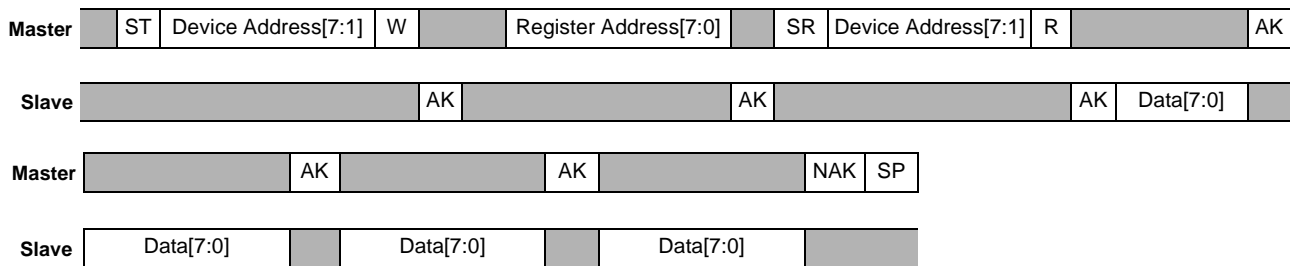 Master ST Device Address[7:1] W Register Address[7:0] SR Device Address[7:1] R AK
Slave AK AK AK Data[7:0]
Master AK AK NAK SP
Slave Data[7:0] Data[7:0] Data[7:0]